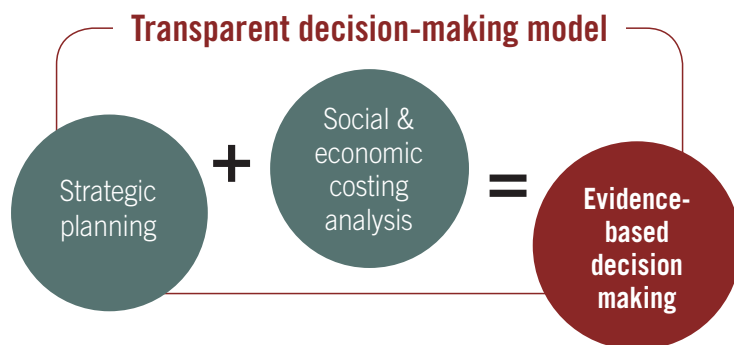 Transparent decision-making model
Strategic
planning
+
Social &
economic
costing
analysis
=
Evidence-
based
decision
making